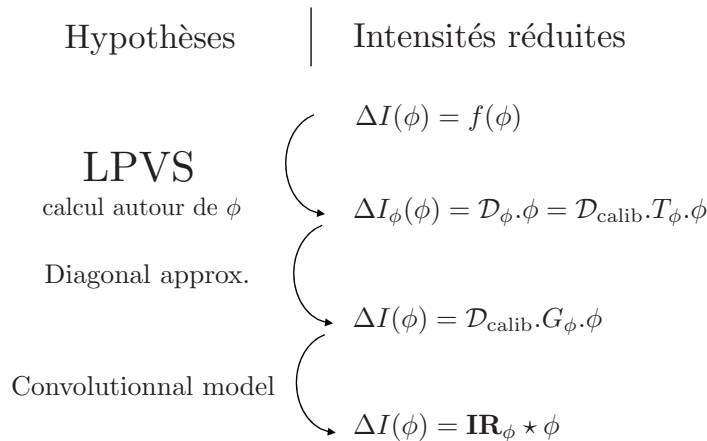 Hypothèses
Intensités réduites
ΔI(ϕ) = f(ϕ)
LPVS
calcul autour de ϕ
ΔI_ϕ(ϕ) = 𝒟_ϕ.ϕ = 𝒟_calib.T_ϕ.ϕ
Diagonal approx.
ΔI(ϕ) = 𝒟_calib.G_ϕ.ϕ
Convolutionnal model
ΔI(ϕ) = IR_ϕ ⋆ ϕ